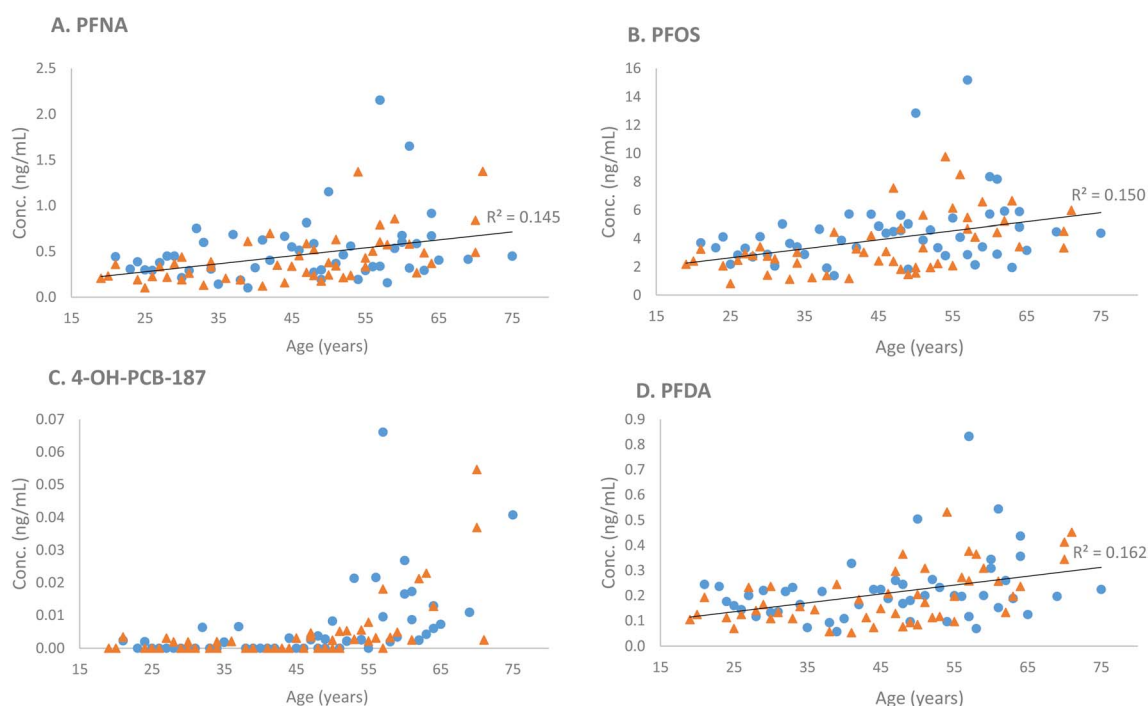 A. PFNA
2.5
2.0
1.5
1.0
0.5
0.0
Conc. (ng/mL)
R² = 0.145
15 25 35 45 55 65 75
Age (years)
B. PFOS
16
14
12
10
8
6
4
2
0
Conc. (ng/mL)
R² = 0.150
15 25 35 45 55 65 75
Age (years)
C. 4-OH-PCB-187
0.07
0.06
0.05
0.04
0.03
0.02
0.01
0.00
Conc. (ng/mL)
15 25 35 45 55 65 75
Age (years)
D. PFDA
0.9
0.8
0.7
0.6
0.5
0.4
0.3
0.2
0.1
0.0
Conc. (ng/mL)
R² = 0.162
15 25 35 45 55 65 75
Age (years)